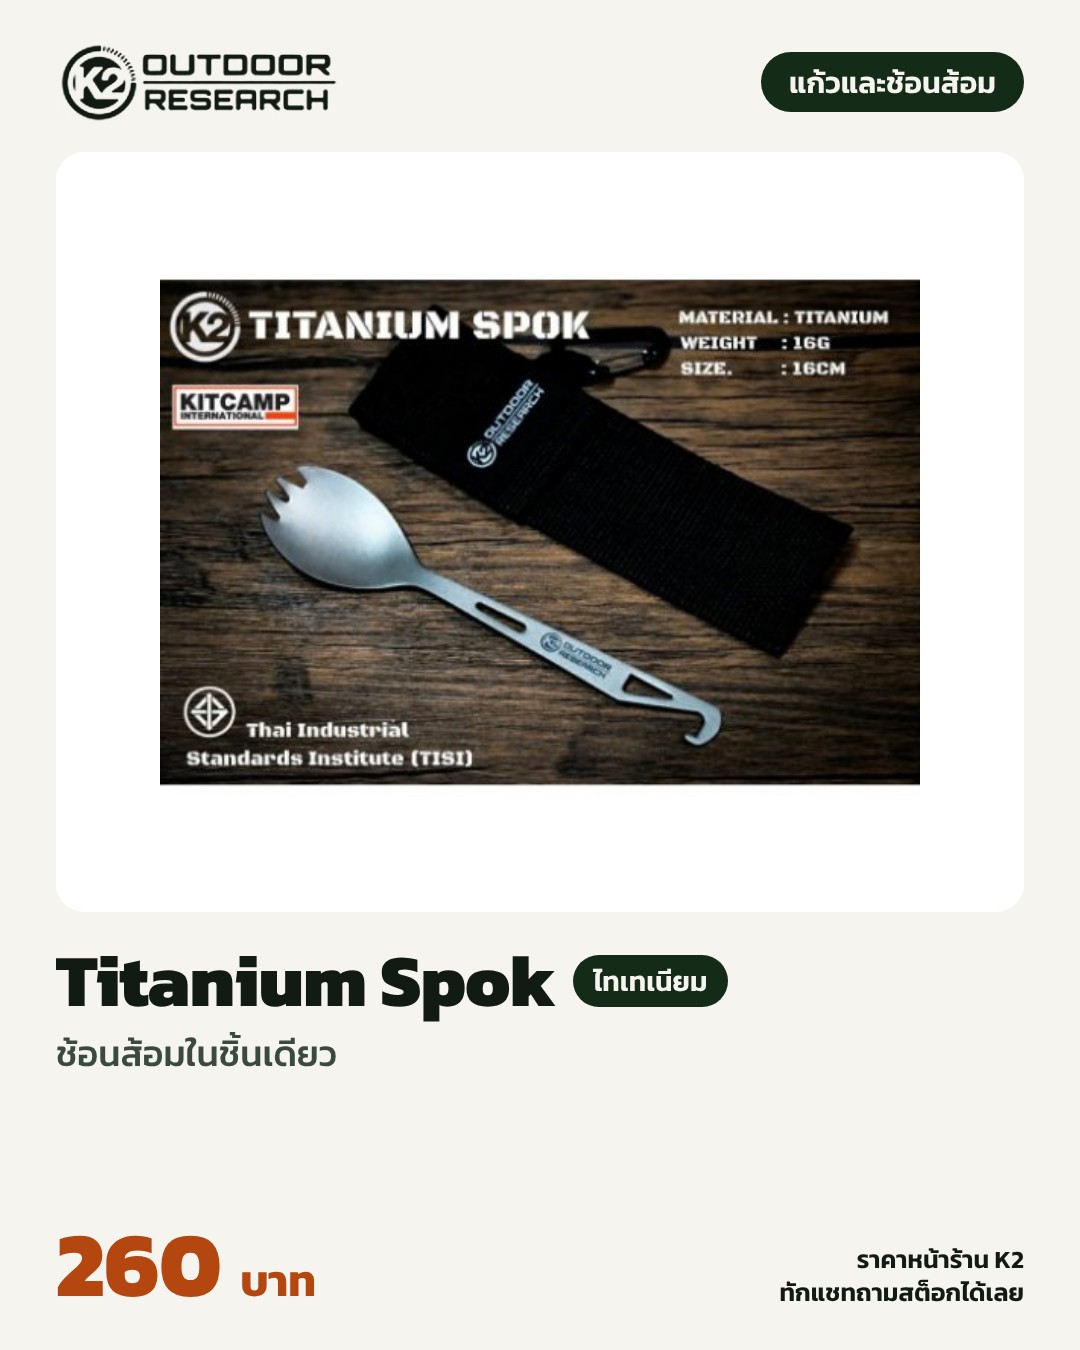 K2 OUTDOOR RESEARCH
แก้วและช้อนส้อม
K2 TITANIUM SPOK
MATERIAL : TITANIUM
WEIGHT : 16G
SIZE. : 16CM
KITCAMP
INTERNATIONAL
K2 OUTDOOR RESEARCH
K2 OUTDOOR RESEARCH
Thai Industrial
Standards Institute (TISI)
Titanium Spok ไทเทเนียม
ช้อนส้อมในชิ้นเดียว
260 บาท
ราคาหน้าร้าน K2
ทักแชทถามสต็อกได้เลย